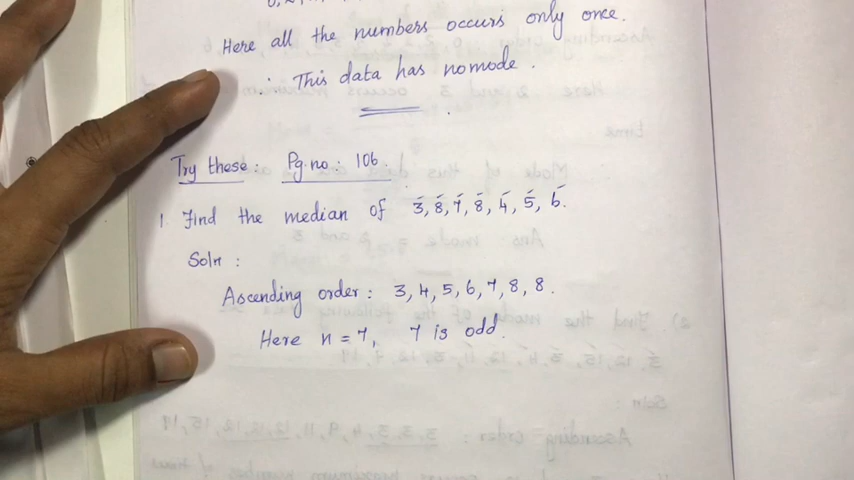 Here all the numbers occurs only once.
∴ This data has no mode.
Try these: Pg.no: 106.
1. Find the median of 3, 8, 7, 8, 4, 5, 6.
Soln:
Ascending order: 3, 4, 5, 6, 7, 8, 8.
Here n = 7, 7 is odd.